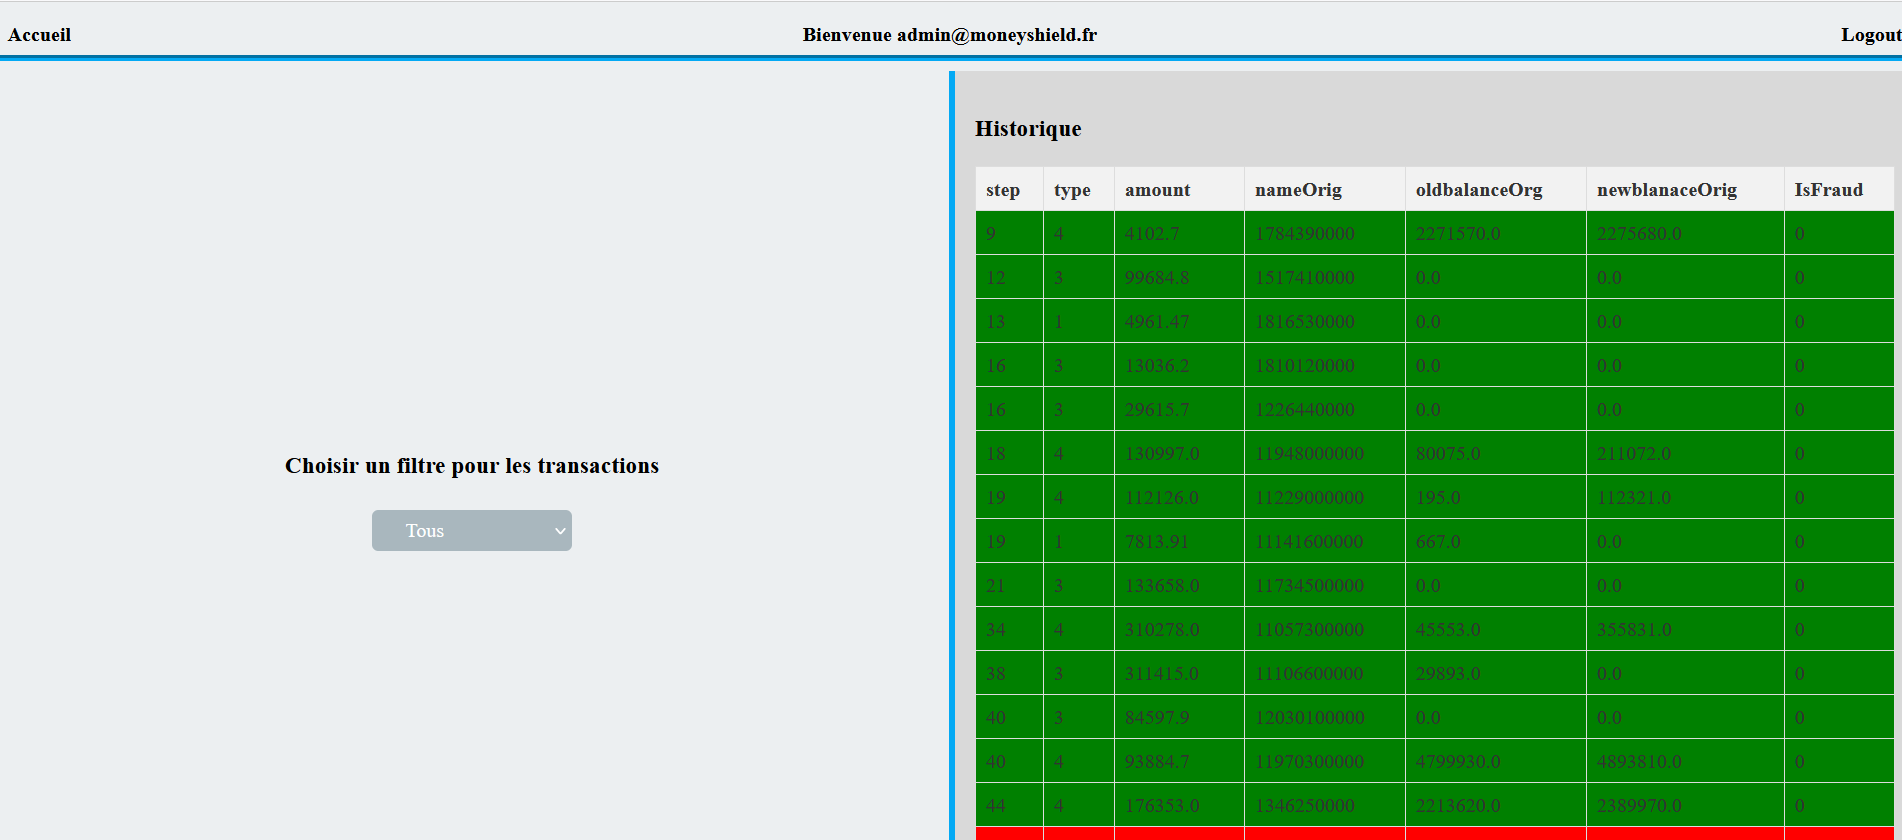 Accueil Bienvenue admin@moneyshield.fr Logout
Choisir un filtre pour les transactions
Tous
Historique
step type amount nameOrig oldbalanceOrg newblanaceOrig IsFraud
9 4 4102.7 1784390000 2271570.0 2275680.0 0
12 3 99684.8 1517410000 0.0 0.0 0
13 1 4961.47 1816530000 0.0 0.0 0
16 3 13036.2 1810120000 0.0 0.0 0
16 3 29615.7 1226440000 0.0 0.0 0
18 4 130997.0 11948000000 80075.0 211072.0 0
19 4 112126.0 11229000000 195.0 112321.0 0
19 1 7813.91 11141600000 667.0 0.0 0
21 3 133658.0 11734500000 0.0 0.0 0
34 4 310278.0 11057300000 45553.0 355831.0 0
38 3 311415.0 11106600000 29893.0 0.0 0
40 3 84597.9 12030100000 0.0 0.0 0
40 4 93884.7 11970300000 4799930.0 4893810.0 0
44 4 176353.0 1346250000 2213620.0 2389970.0 0